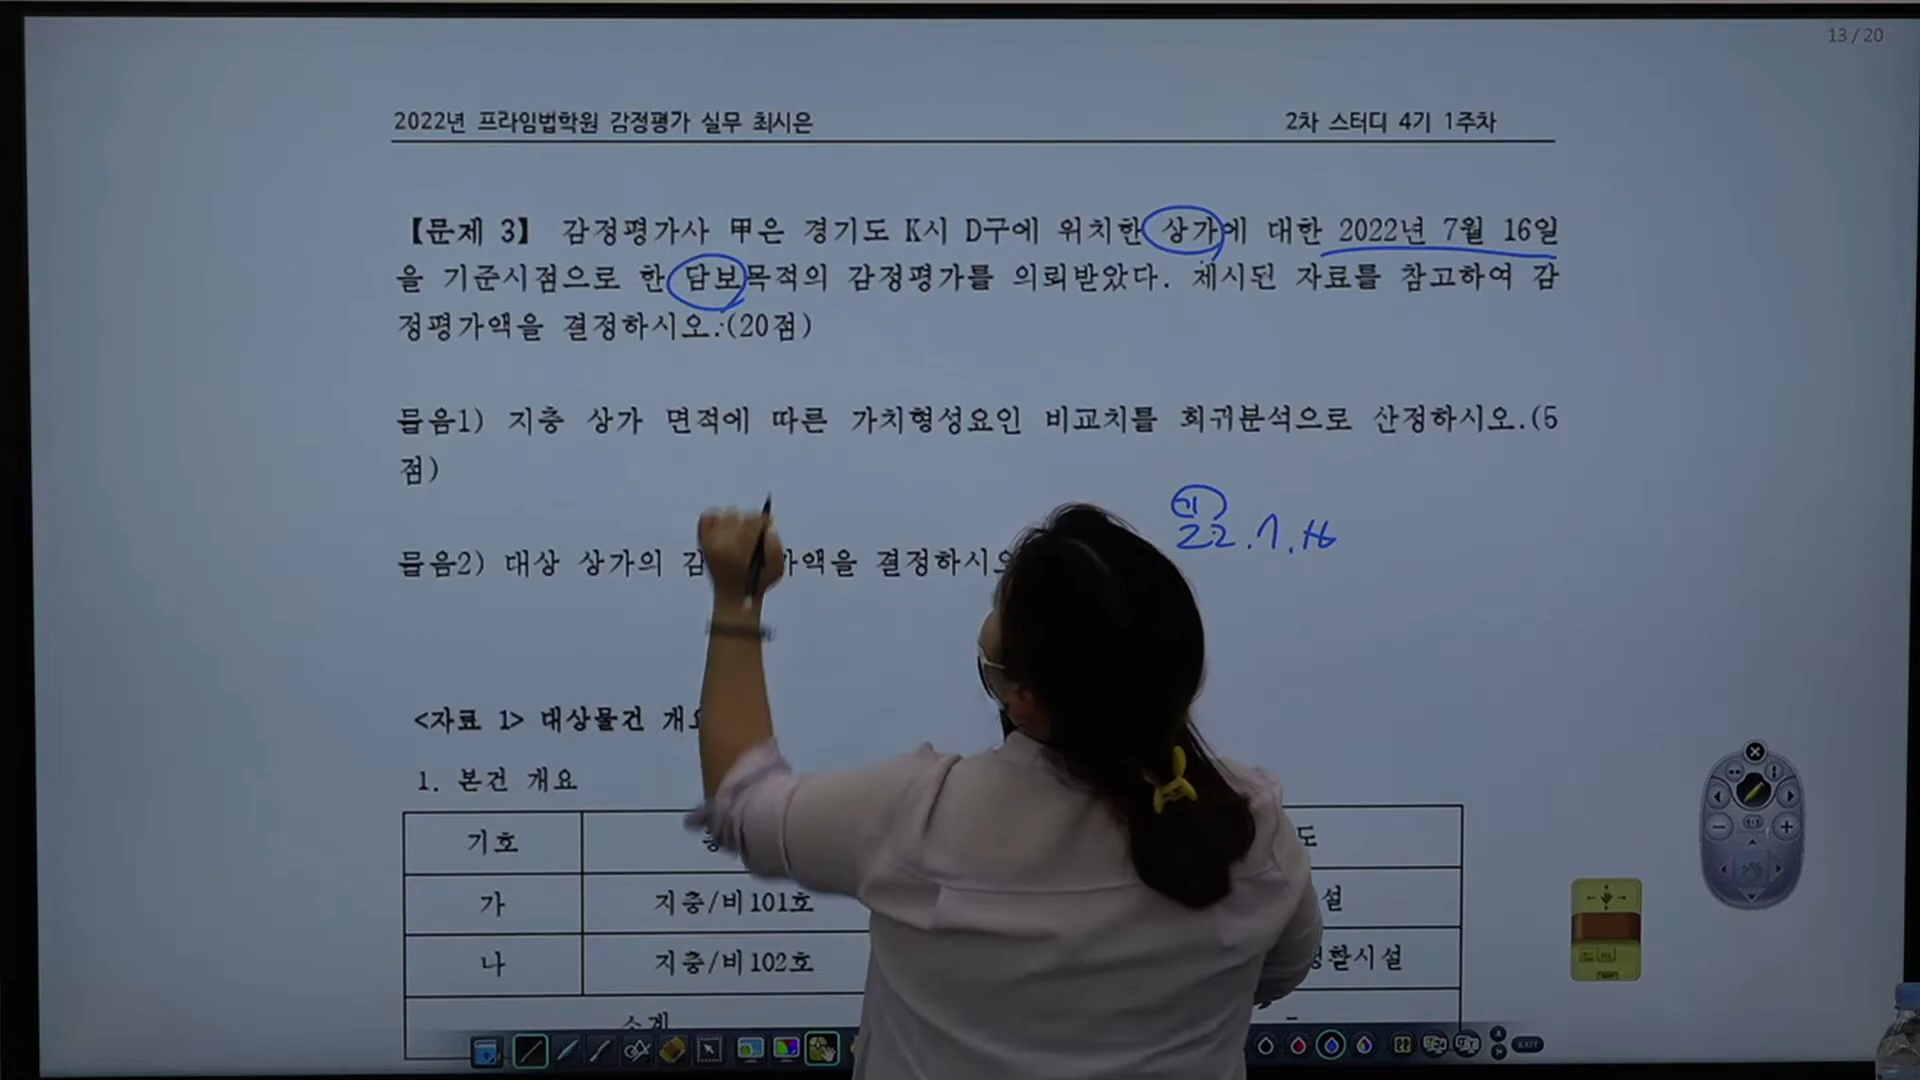 13 / 20
2022년 프라임법학원 감정평가 실무 최시은 2차 스터디 4기 1주차
【문제 3】 감정평가사 甲은 경기도 K시 D구에 위치한 상가에 대한 2022년 7월 16일
을 기준시점으로 한 담보목적의 감정평가를 의뢰받았다. 제시된 자료를 참고하여 감
정평가액을 결정하시오.(20점)
물음1) 지층 상가 면적에 따른 가치형성요인 비교치를 회귀분석으로 산정하시오.(5
점)
기
22.7.16
물음2) 대상 상가의 감 가액을 결정하시오
<자료 1> 대상물건 개요
1. 본건 개요
기호 도
가 지층/비101호 설
나 지층/비102호 생활시설
소계 -
EXIT